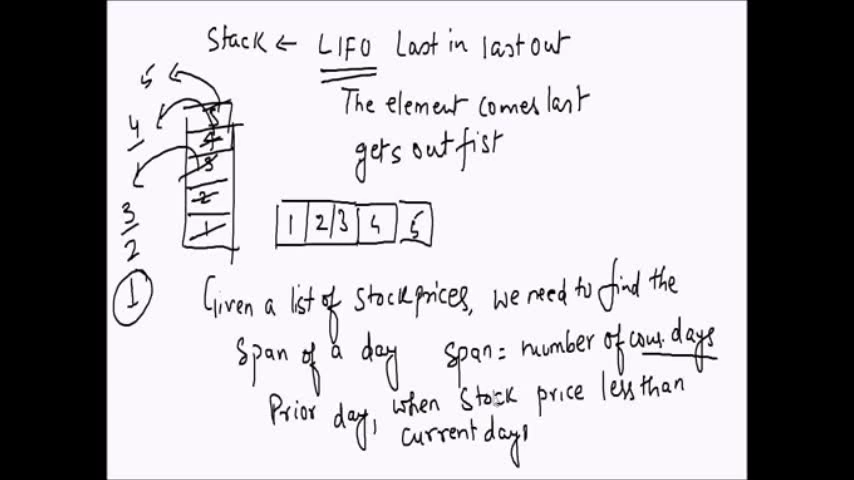 Stack ← LIFO Last in last out
The element comes last
gets out fist
5
4
3
2
1
5
4
3
2
1
1 2 3 4 5
Given a list of stock prices, we need to find the
span of a day span = number of cons. days
Prior day, when stock price less than
current days